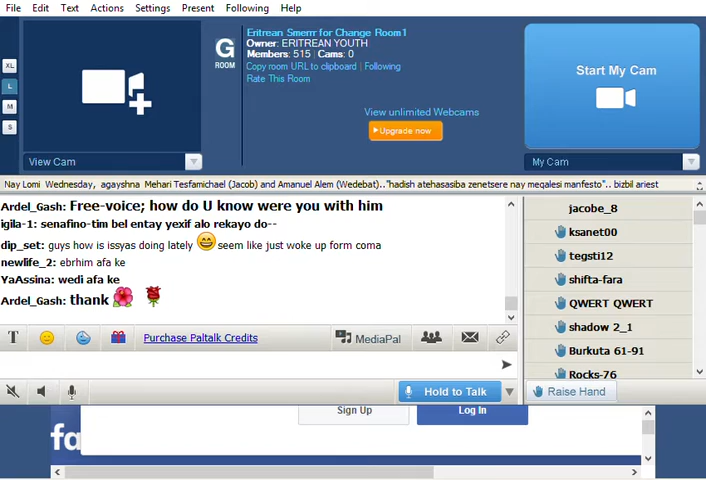 File Edit Text Actions Settings Present Following Help
XL
L
M
S
View Cam
G
ROOM
Eritrean Smerrr for Change Room1
Owner: ERITREAN YOUTH
Members: 515 | Cams: 0
Copy room URL to clipboard | Following
Rate This Room
View unlimited Webcams
Upgrade now
Start My Cam
My Cam
Nay Lomi Wednesday, agayshna Mehari Tesfamichael (Jacob) and Amanuel Alem (Wedebat).."hadish atehasasiba zenetsere nay meqalesi manfesto".. bizbil ariest
Ardel_Gash: Free-voice; how do U know were you with him
igila-1: senafino-tim bel entay yexif alo rekayo do--
dip_set: guys how is issyas doing lately seem like just woke up form coma
newlife_2: ebrhim afa ke
YaAssina: wedi afa ke
Ardel_Gash: thank
jacobe_8
ksanet00
tegsti12
shifta-fara
QWERT QWERT
shadow 2_1
Burkuta 61-91
Rocks-76
T Purchase Paltalk Credits MediaPal
Hold to Talk
Raise Hand
Sign Up Log In
fa